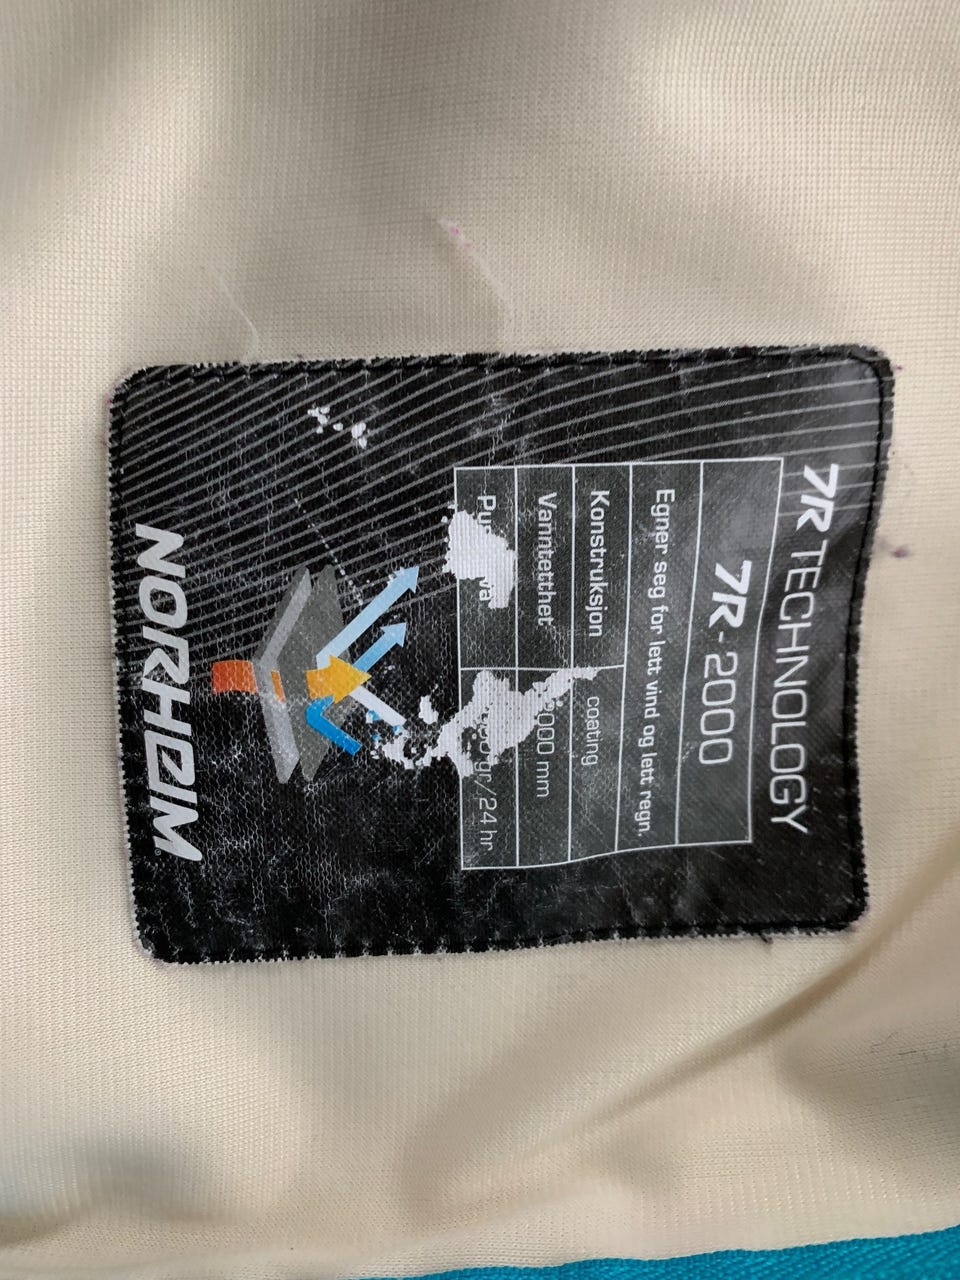 7R TECHNOLOGY
7R-2000
Egner seg for lett vind og lett regn.
Konstruksjon coating
Vanntetthet 000 mm
gr/24 hr.
NORHEIM